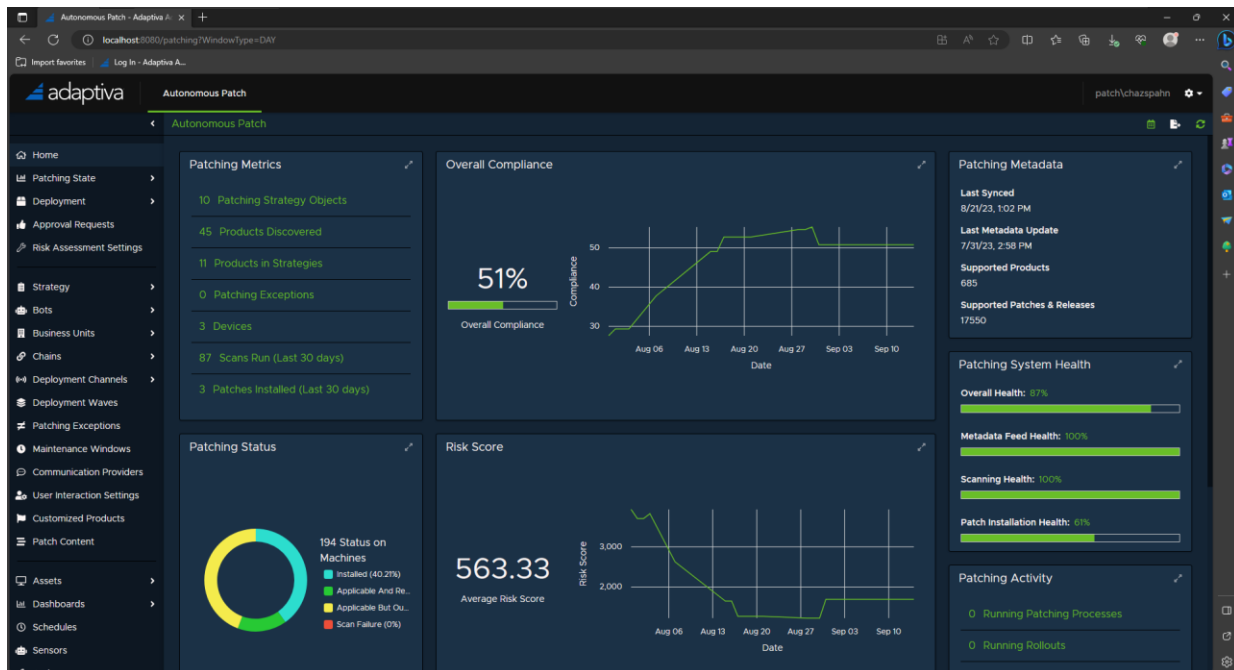 Autonomous Patch - Adaptiva A
localhost:8080/patching?WindowType=DAY
Import favorites
Log In - Adaptiva A...
adaptiva
Autonomous Patch
patch\chazspahn
Autonomous Patch
Home
Patching State
Deployment
Approval Requests
Risk Assessment Settings
Strategy
Bots
Business Units
Chains
Deployment Channels
Deployment Waves
Patching Exceptions
Maintenance Windows
Communication Providers
User Interaction Settings
Customized Products
Patch Content
Assets
Dashboards
Schedules
Sensors
Patching Metrics
10 Patching Strategy Objects
45 Products Discovered
11 Products in Strategies
0 Patching Exceptions
3 Devices
87 Scans Run (Last 30 days)
3 Patches Installed (Last 30 days)
Overall Compliance
51%
Overall Compliance
Compliance
50
40
30
Aug 06 Aug 13 Aug 20 Aug 27 Sep 03 Sep 10
Date
Patching Metadata
Last Synced
8/21/23, 1:02 PM
Last Metadata Update
7/31/23, 2:58 PM
Supported Products
685
Supported Patches & Releases
17550
Patching System Health
Overall Health: 87%
Metadata Feed Health: 100%
Scanning Health: 100%
Patch Installation Health: 61%
Patching Status
194 Status on
Machines
Installed (40.21%)
Applicable And Re...
Applicable But Ou...
Scan Failure (0%)
Risk Score
563.33
Average Risk Score
Risk Score
3,000
2,000
Aug 06 Aug 13 Aug 20 Aug 27 Sep 03 Sep 10
Date
Patching Activity
0 Running Patching Processes
0 Running Rollouts